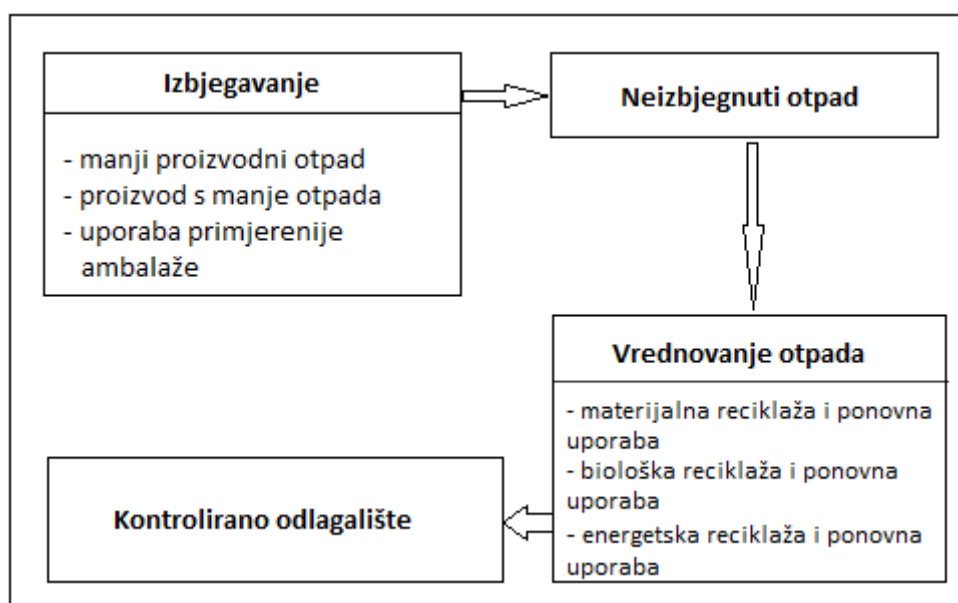 Izbjegavanje
- manji proizvodni otpad
- proizvod s manje otpada
- uporaba primjerenije
ambalaže
Neizbjegnuti otpad
Vrednovanje otpada
- materijalna reciklaža i ponovna
uporaba
- biološka reciklaža i ponovna
uporaba
- energetska reciklaža i ponovna
uporaba
Kontrolirano odlagalište